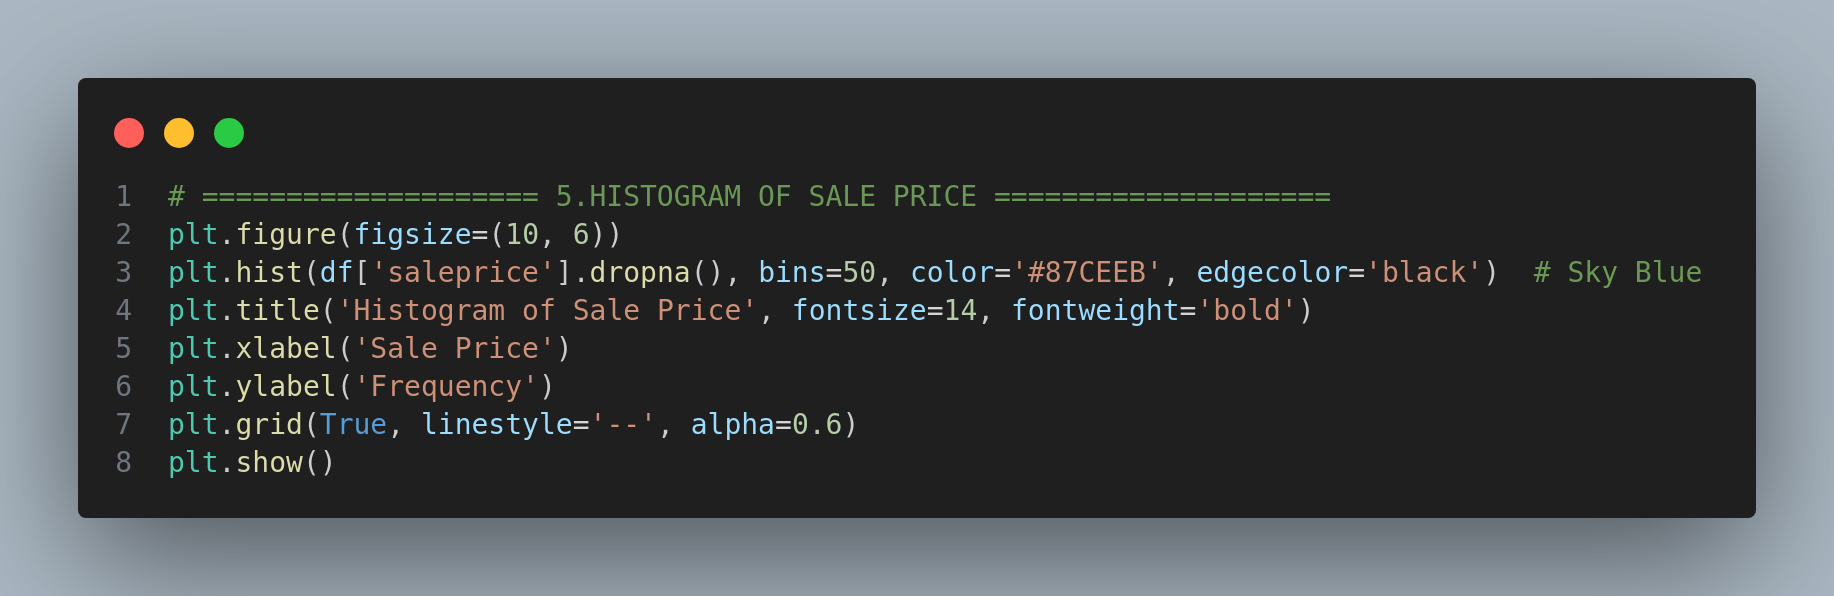 1 # ==================== 5.HISTOGRAM OF SALE PRICE ====================
2 plt.figure(figsize=(10, 6))
3 plt.hist(df['saleprice'].dropna(), bins=50, color='#87CEEB', edgecolor='black')  # Sky Blue
4 plt.title('Histogram of Sale Price', fontsize=14, fontweight='bold')
5 plt.xlabel('Sale Price')
6 plt.ylabel('Frequency')
7 plt.grid(True, linestyle='--', alpha=0.6)
8 plt.show()